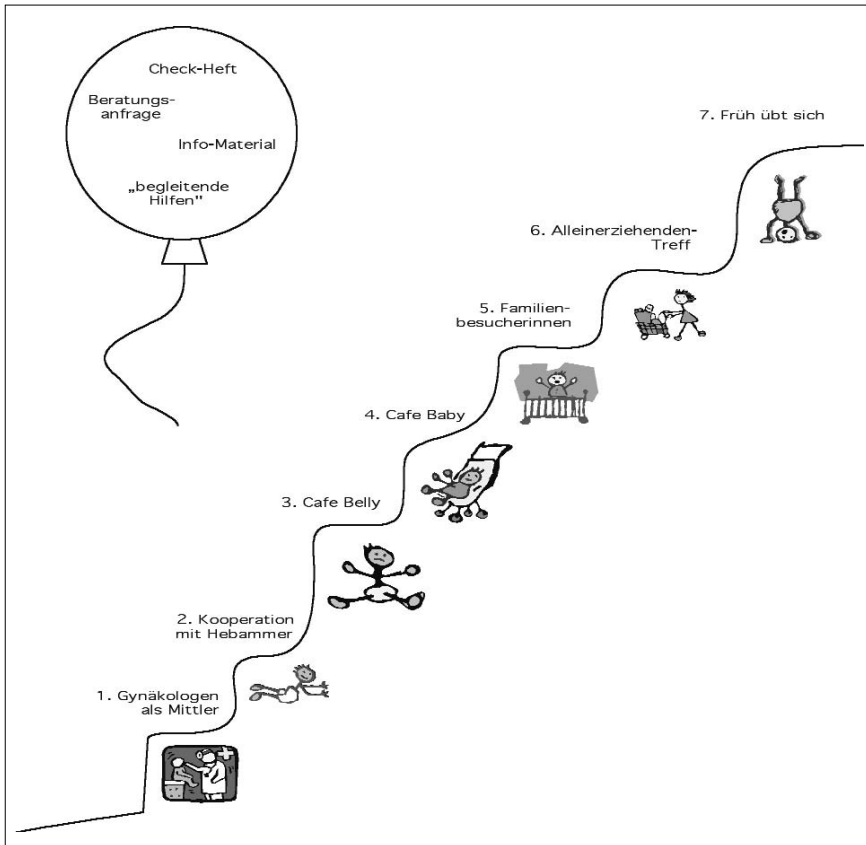 Check-Heft
Beratungs-
anfrage
Info-Material
„begleitende
Hilfen"
7. Früh übt sich
6. Alleinerziehenden-
Treff
5. Familien-
besucherinnen
4. Cafe Baby
3. Cafe Belly
2. Kooperation
mit Hebammer
1. Gynäkologen
als Mittler